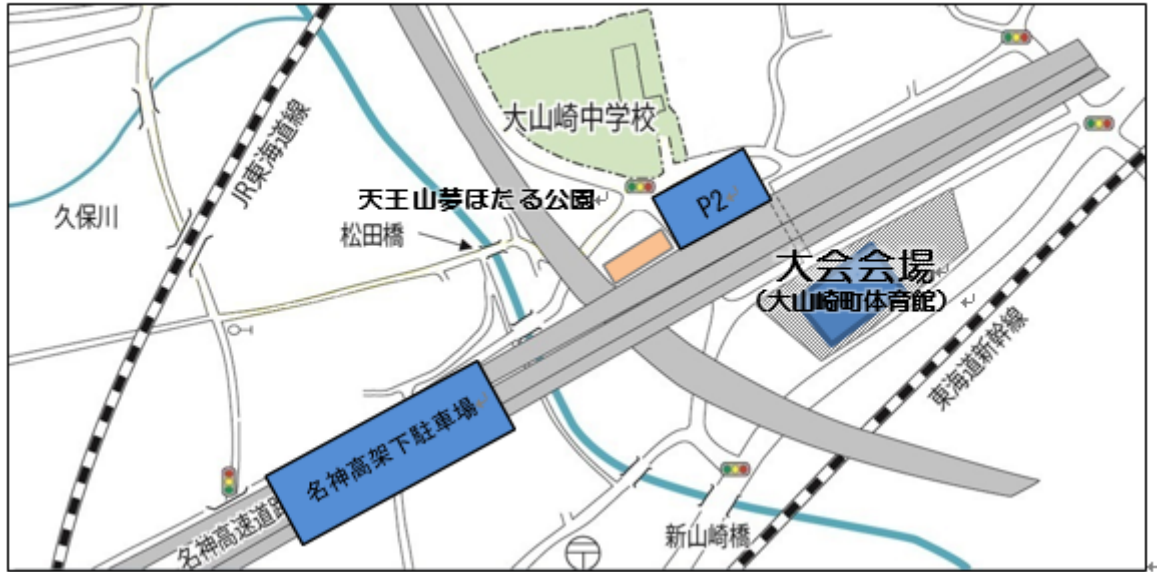 大山崎中学校
JR東海道線
久保川
天王山夢ほたる公園
松田橋
P2
大会会場
(大山崎町体育館)
東海道新幹線
名神高架下駐車場
名神高速道路
新山崎橋